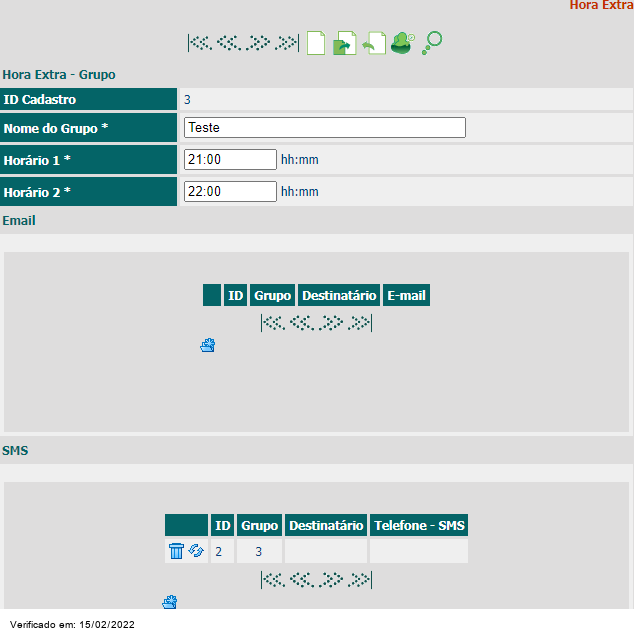 Hora Extra
Hora Extra - Grupo
ID Cadastro 3
Nome do Grupo * Teste
Horário 1 * 21:00 hh:mm
Horário 2 * 22:00 hh:mm
Email
ID Grupo Destinatário E-mail
SMS
ID Grupo Destinatário Telefone - SMS
2 3
Verificado em: 15/02/2022